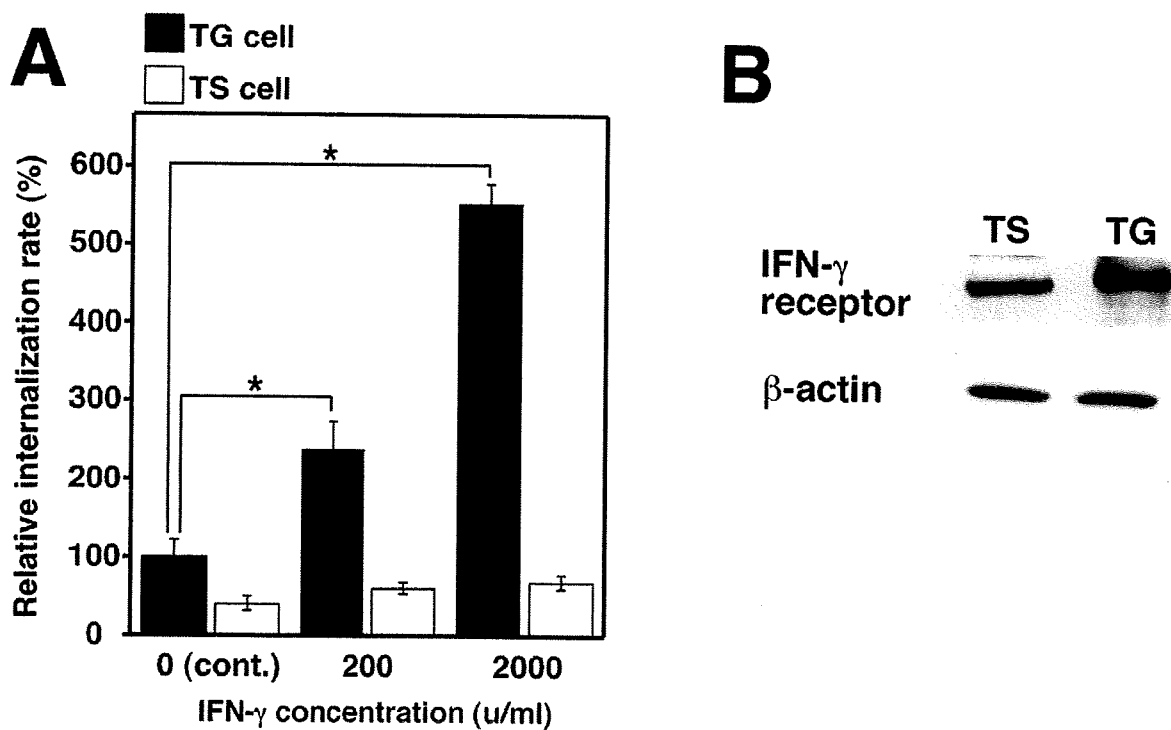 A
TG cell
TS cell
Relative internalization rate (%)
600
500
400
300
200
100
0
*
*
0 (cont.)
200
2000
IFN-γ concentration (u/ml)
B
TS
TG
IFN-γ
receptor
β-actin